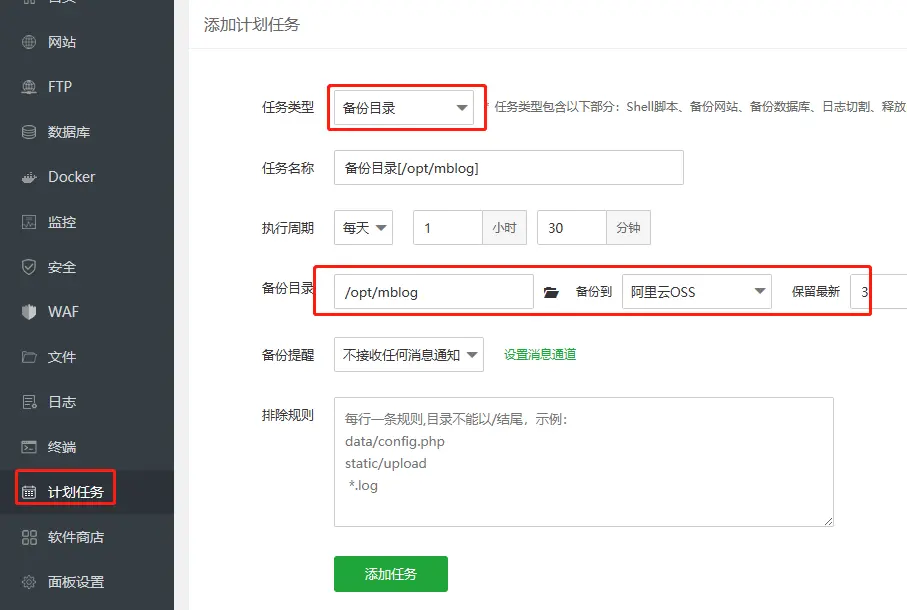 首页
网站
FTP
数据库
Docker
监控
安全
WAF
文件
日志
终端
计划任务
软件商店
面板设置
添加计划任务
任务类型 备份目录 * 任务类型包含以下部分：Shell脚本、备份网站、备份数据库、日志切割、释放
任务名称 备份目录[/opt/mblog]
执行周期 每天 1 小时 30 分钟
备份目录 /opt/mblog 备份到 阿里云OSS 保留最新 3
备份提醒 不接收任何消息通知 设置消息通道
排除规则 每行一条规则,目录不能以/结尾，示例：
data/config.php
static/upload
*.log
添加任务